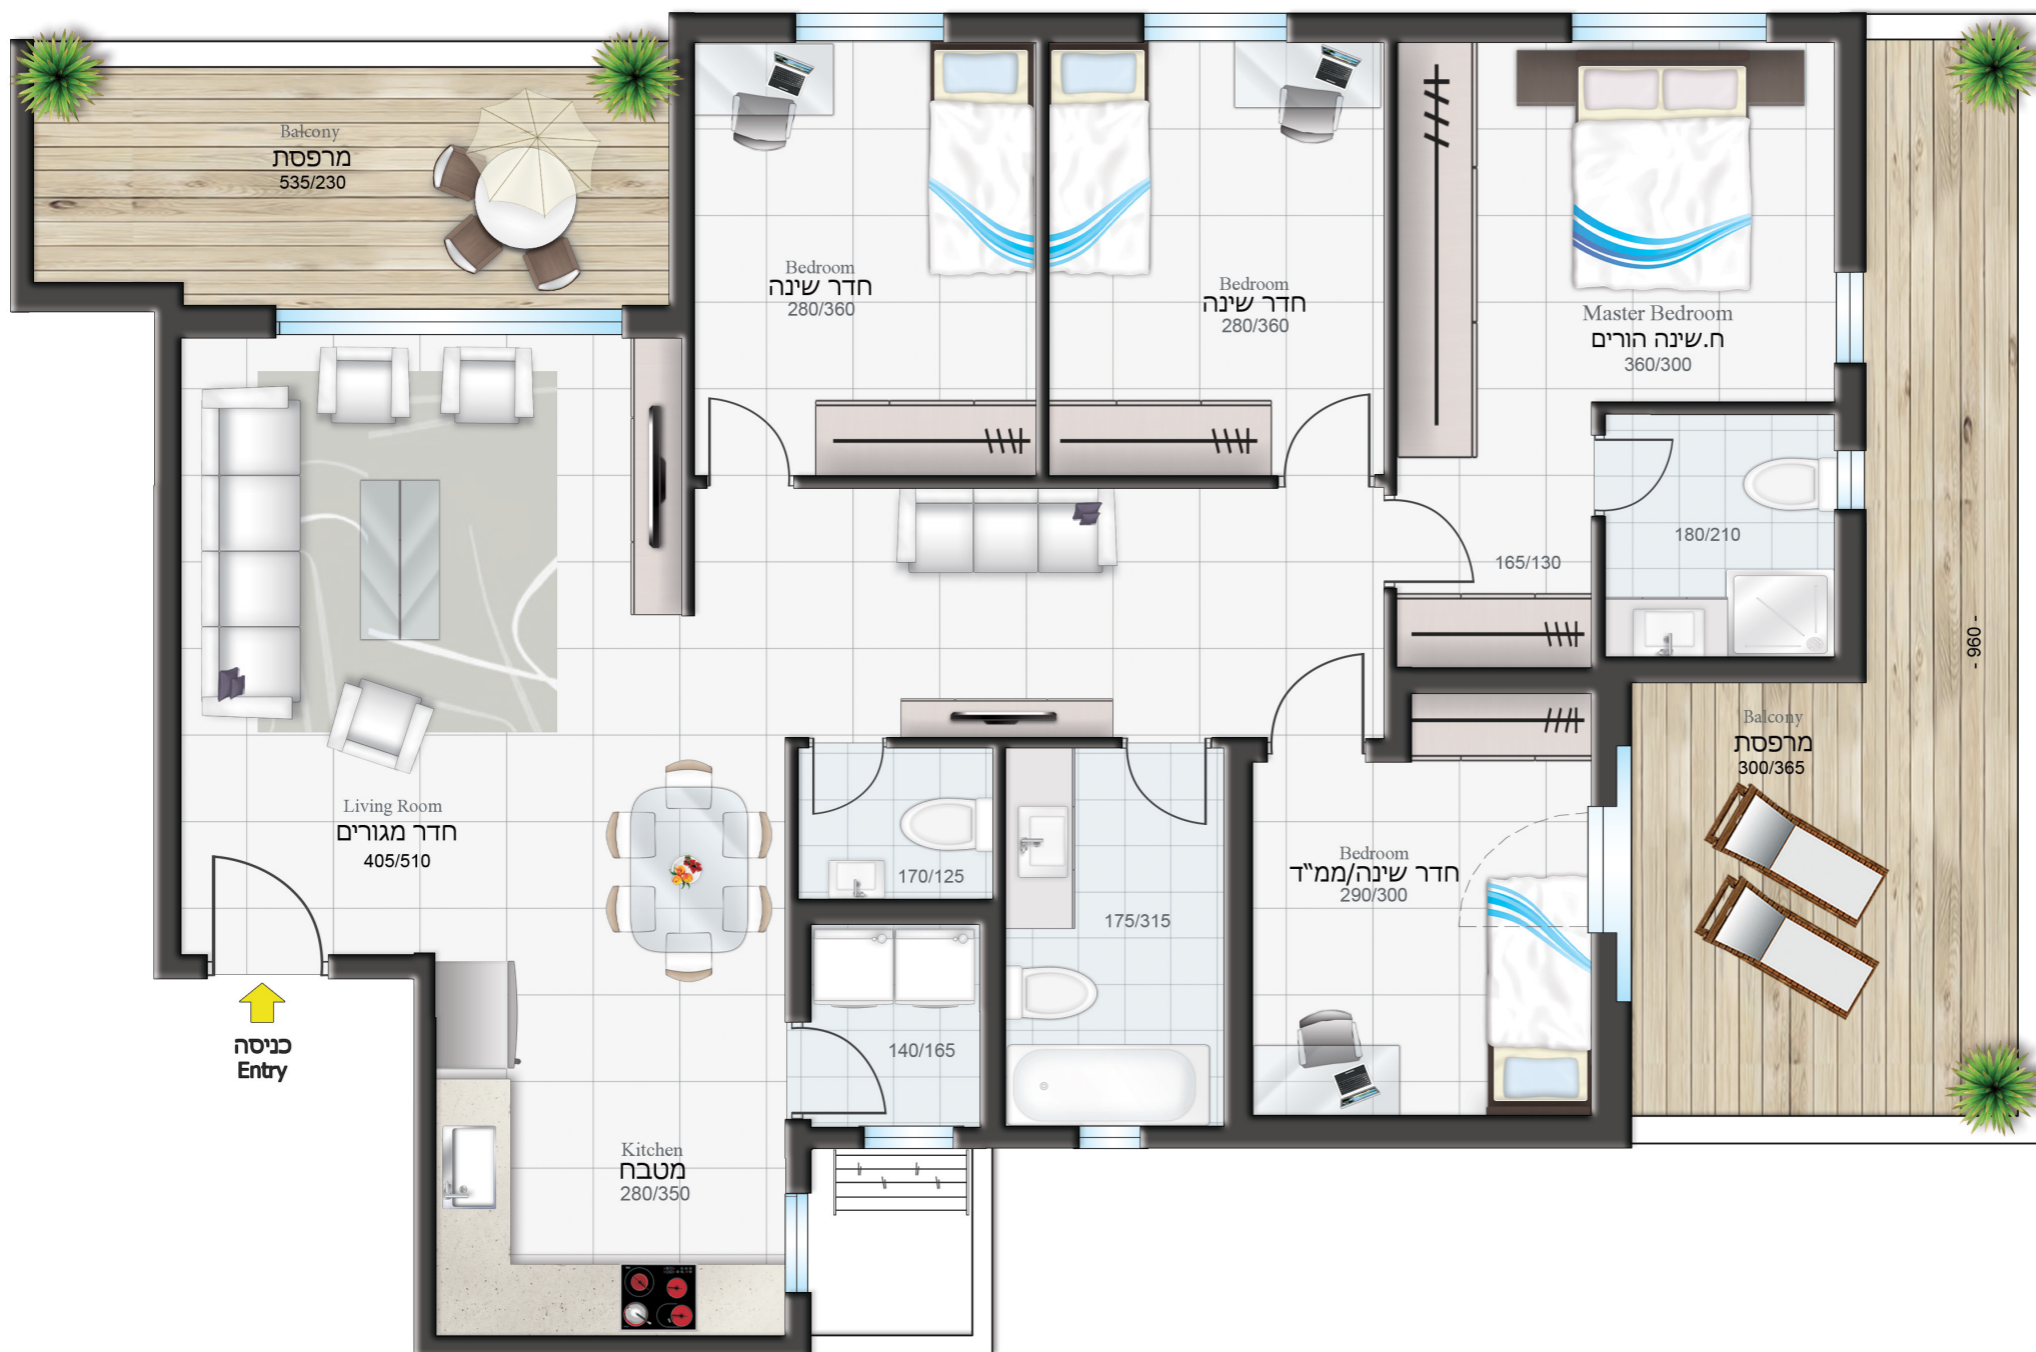 Balcony
מרפסת
535/230
Bedroom
חדר שינה
280/360
Bedroom
חדר שינה
280/360
Master Bedroom
ח.שינה הורים
360/300
180/210
165/130
- 960 -
Balcony
מרפסת
300/365
Living Room
חדר מגורים
405/510
170/125
175/315
Bedroom
חדר שינה/ממ״ד
290/300
140/165
כניסה
Entry
Kitchen
מטבח
280/350